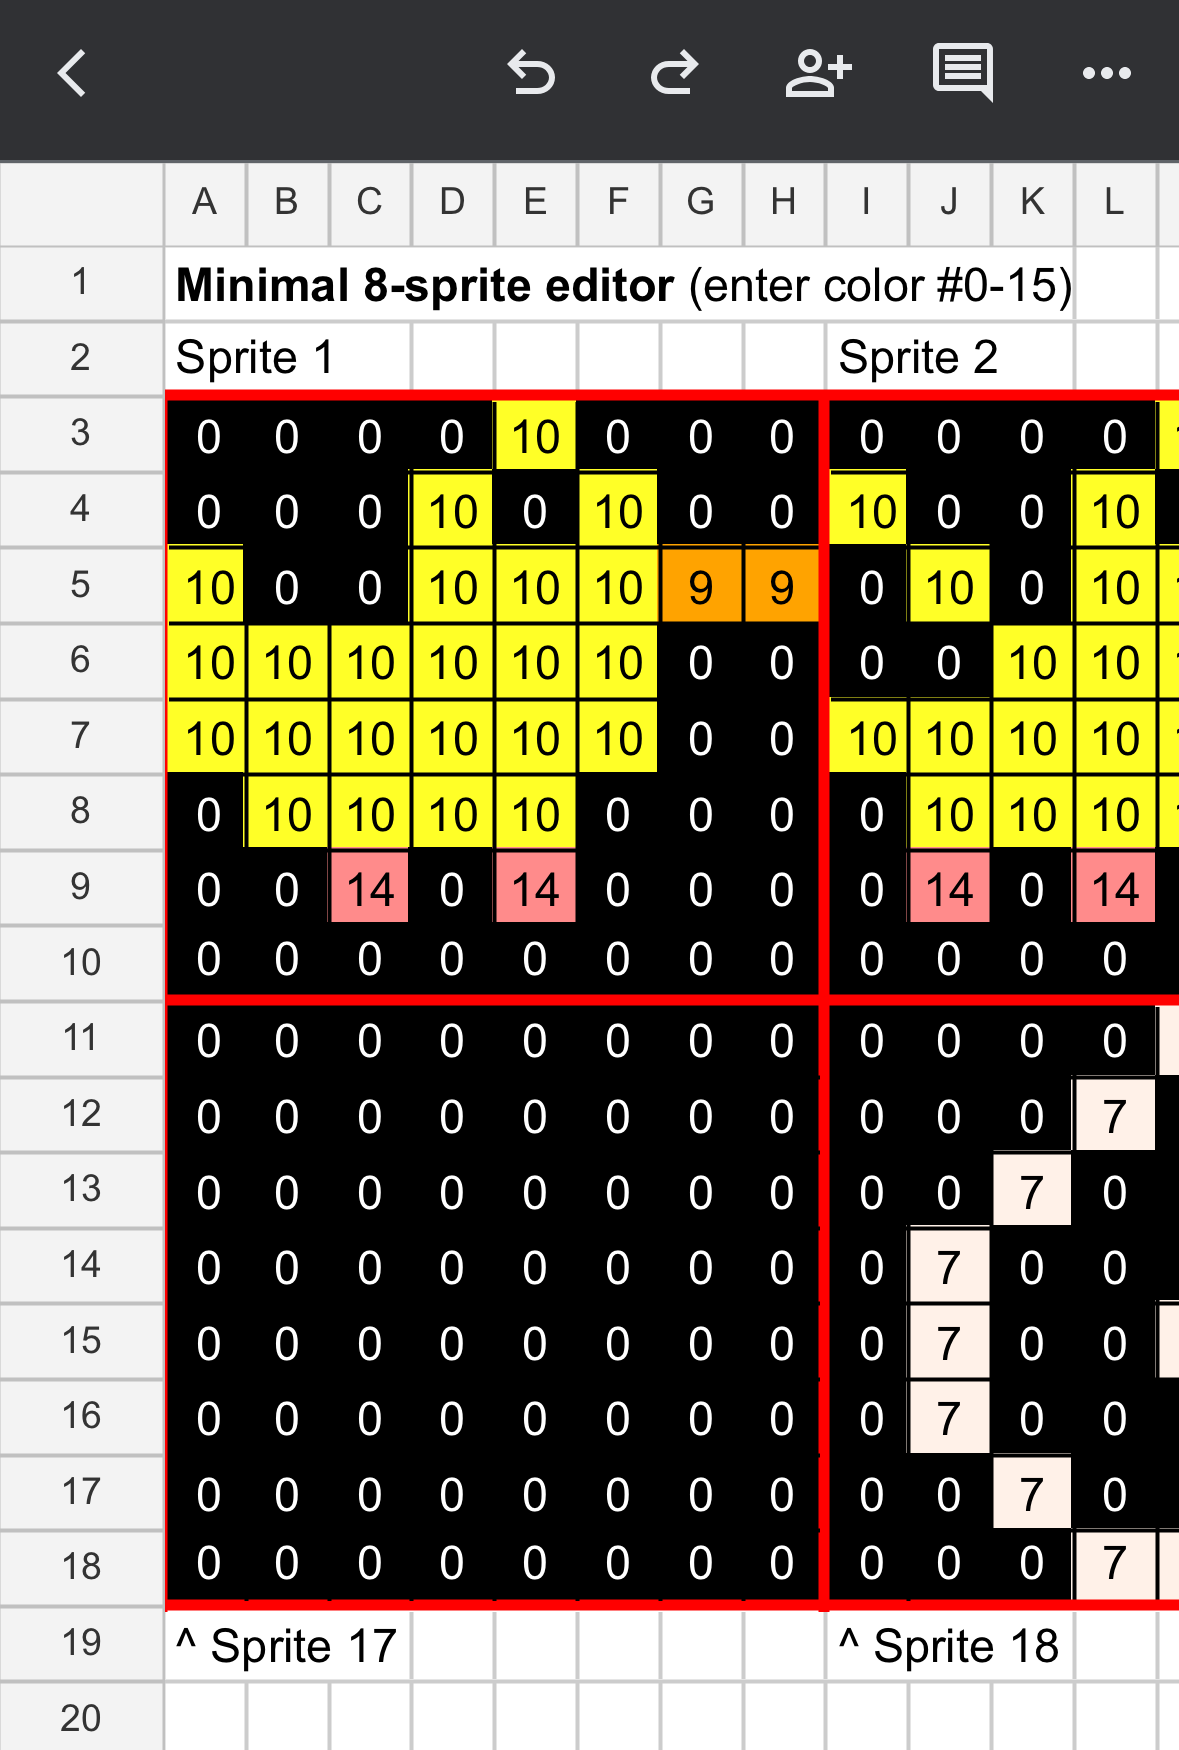 A B C D E F G H I J K L
1 Minimal 8-sprite editor (enter color #0-15)
2 Sprite 1 Sprite 2
3 0 0 0 0 10 0 0 0 0 0 0 0
4 0 0 0 10 0 10 0 0 10 0 0 10
5 10 0 0 10 10 10 9 9 0 10 0 10
6 10 10 10 10 10 10 0 0 0 0 10 10
7 10 10 10 10 10 10 0 0 10 10 10 10
8 0 10 10 10 10 0 0 0 0 10 10 10
9 0 0 14 0 14 0 0 0 0 14 0 14
10 0 0 0 0 0 0 0 0 0 0 0 0
11 0 0 0 0 0 0 0 0 0 0 0 0
12 0 0 0 0 0 0 0 0 0 0 0 7
13 0 0 0 0 0 0 0 0 0 0 7 0
14 0 0 0 0 0 0 0 0 0 7 0 0
15 0 0 0 0 0 0 0 0 0 7 0 0
16 0 0 0 0 0 0 0 0 0 7 0 0
17 0 0 0 0 0 0 0 0 0 0 7 0
18 0 0 0 0 0 0 0 0 0 0 0 7
19 ^ Sprite 17 ^ Sprite 18
20